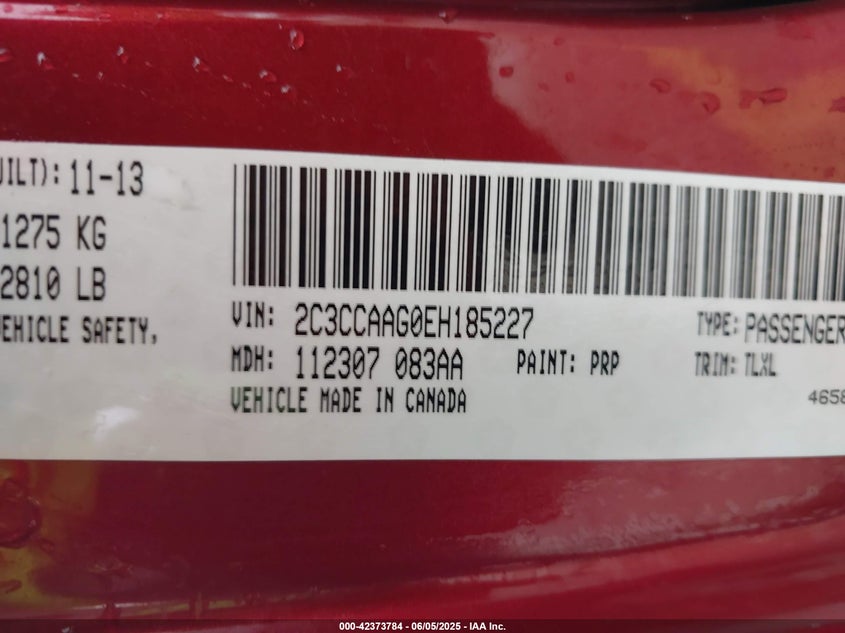 UILT): 11-13
1275 KG
2810 LB
EHICLE SAFETY,
VIN: 2C3CCAAG0EH185227
TYPE: PASSENGER
MDH: 112307 083AA
PAINT: PRP
TRIM: TLXL
VEHICLE MADE IN CANADA
4658
000-42373784 - 06/05/2025 - IAA Inc.